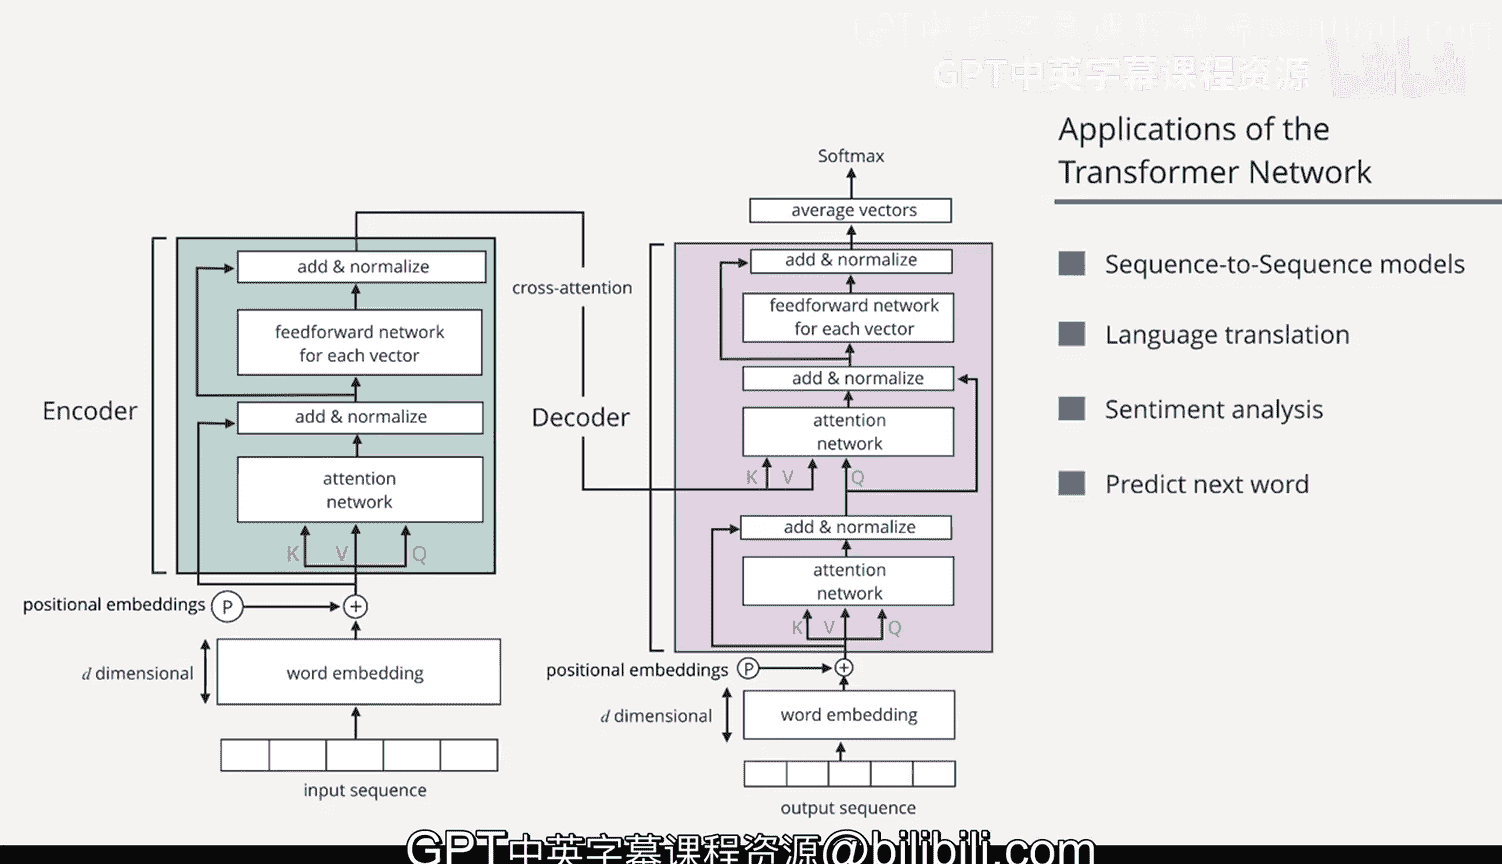 GPT中英字幕课程资源
Applications of the
Transformer Network
Sequence-to-Sequence models
Language translation
Sentiment analysis
Predict next word
Encoder
add & normalize
feedforward network
for each vector
add & normalize
attention
network
K V Q
positional embeddings P +
d dimensional
word embedding
input sequence
cross-attention
Decoder
Softmax
average vectors
add & normalize
feedforward network
for each vector
add & normalize
attention
network
K V Q
add & normalize
attention
network
K V Q
positional embeddings P +
d dimensional
word embedding
output sequence
GPT中英字幕课程资源@bilibili.com